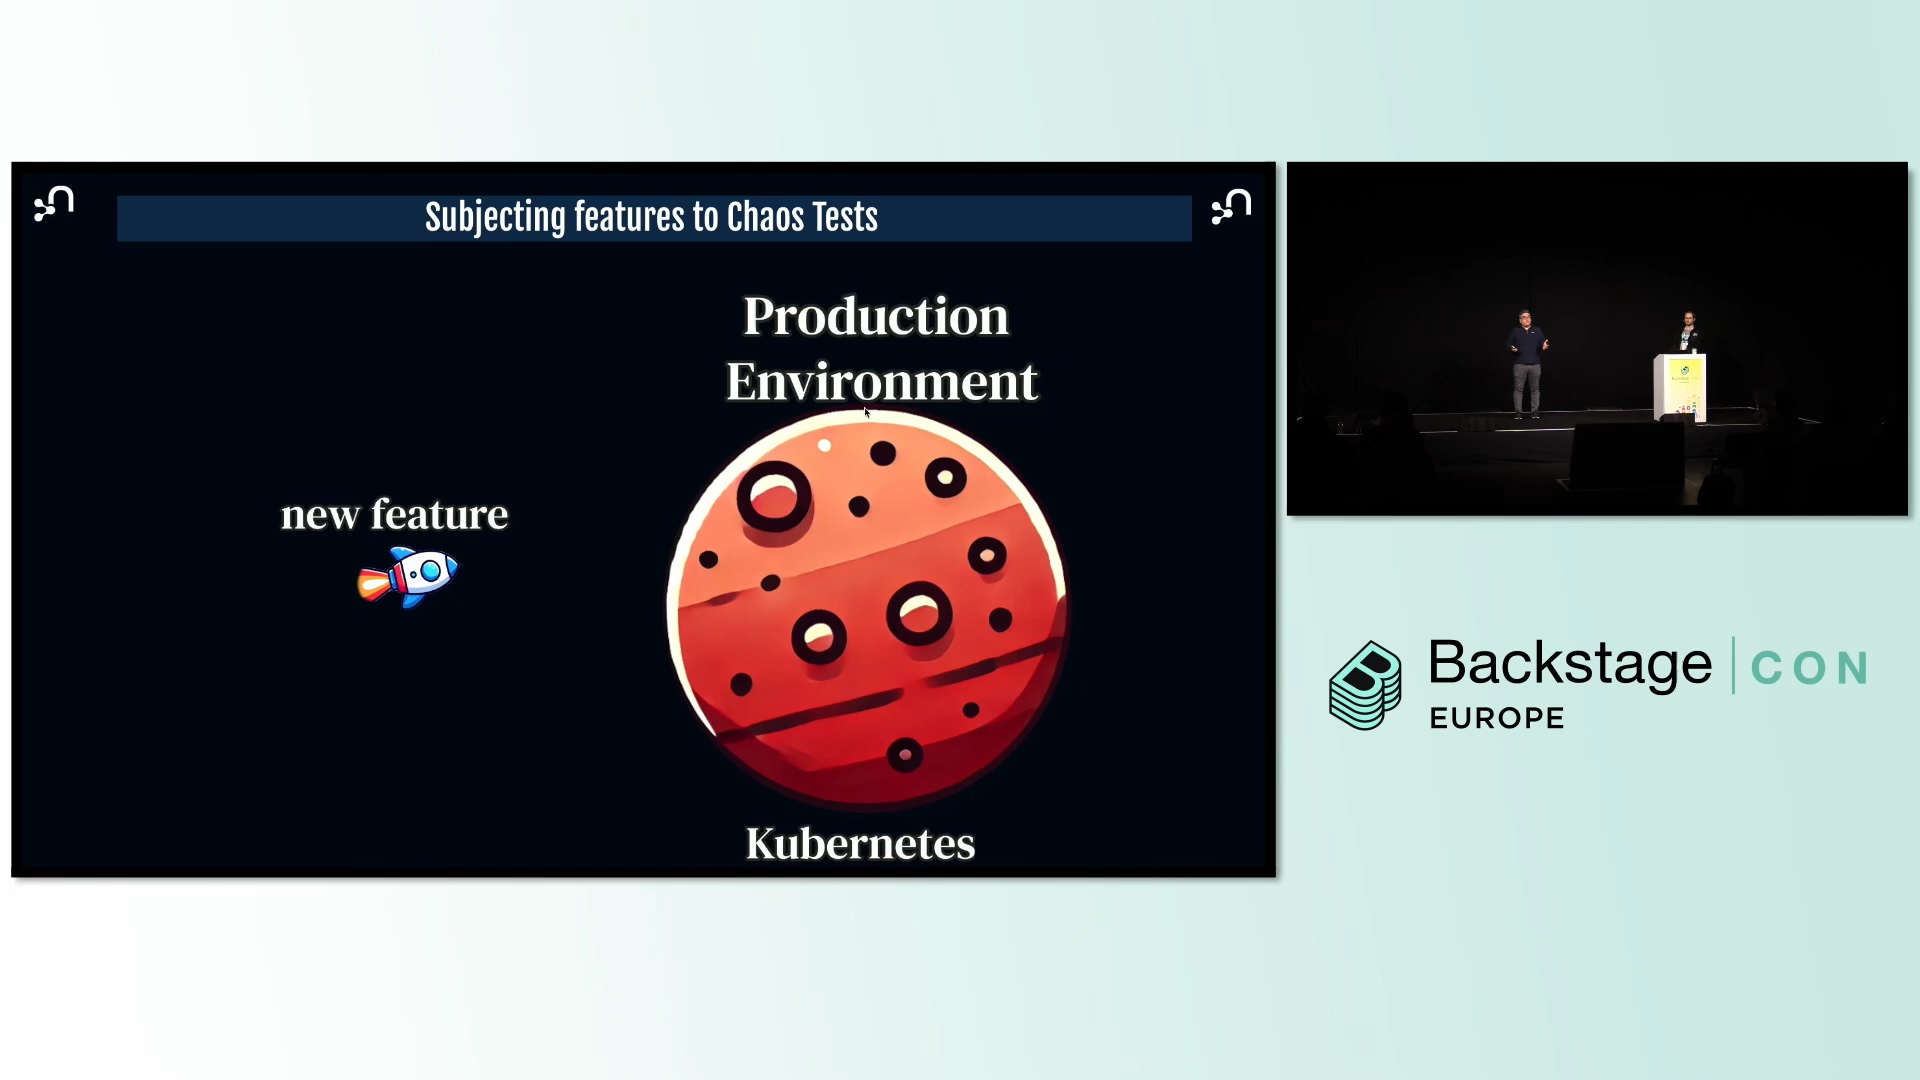 Subjecting features to Chaos Tests
Production
Environment
new feature
Kubernetes
Backstage CON
EUROPE